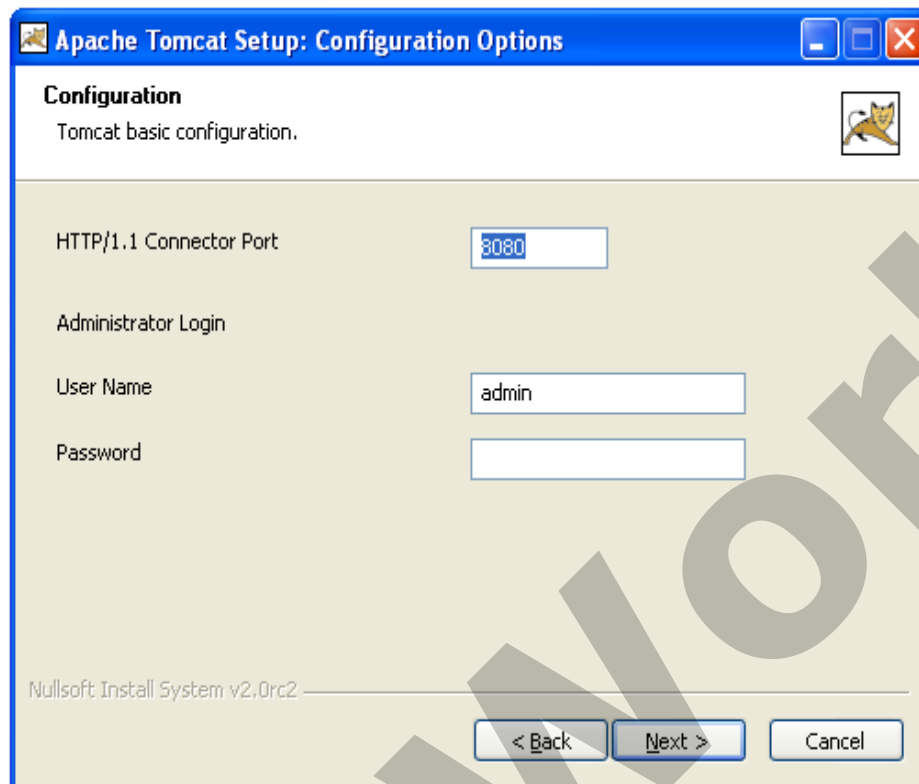 Apache Tomcat Setup: Configuration Options
Configuration
Tomcat basic configuration.
HTTP/1.1 Connector Port 8080
Administrator Login
User Name admin
Password
Nullsoft Install System v2.0rc2
< Back Next > Cancel
Wor